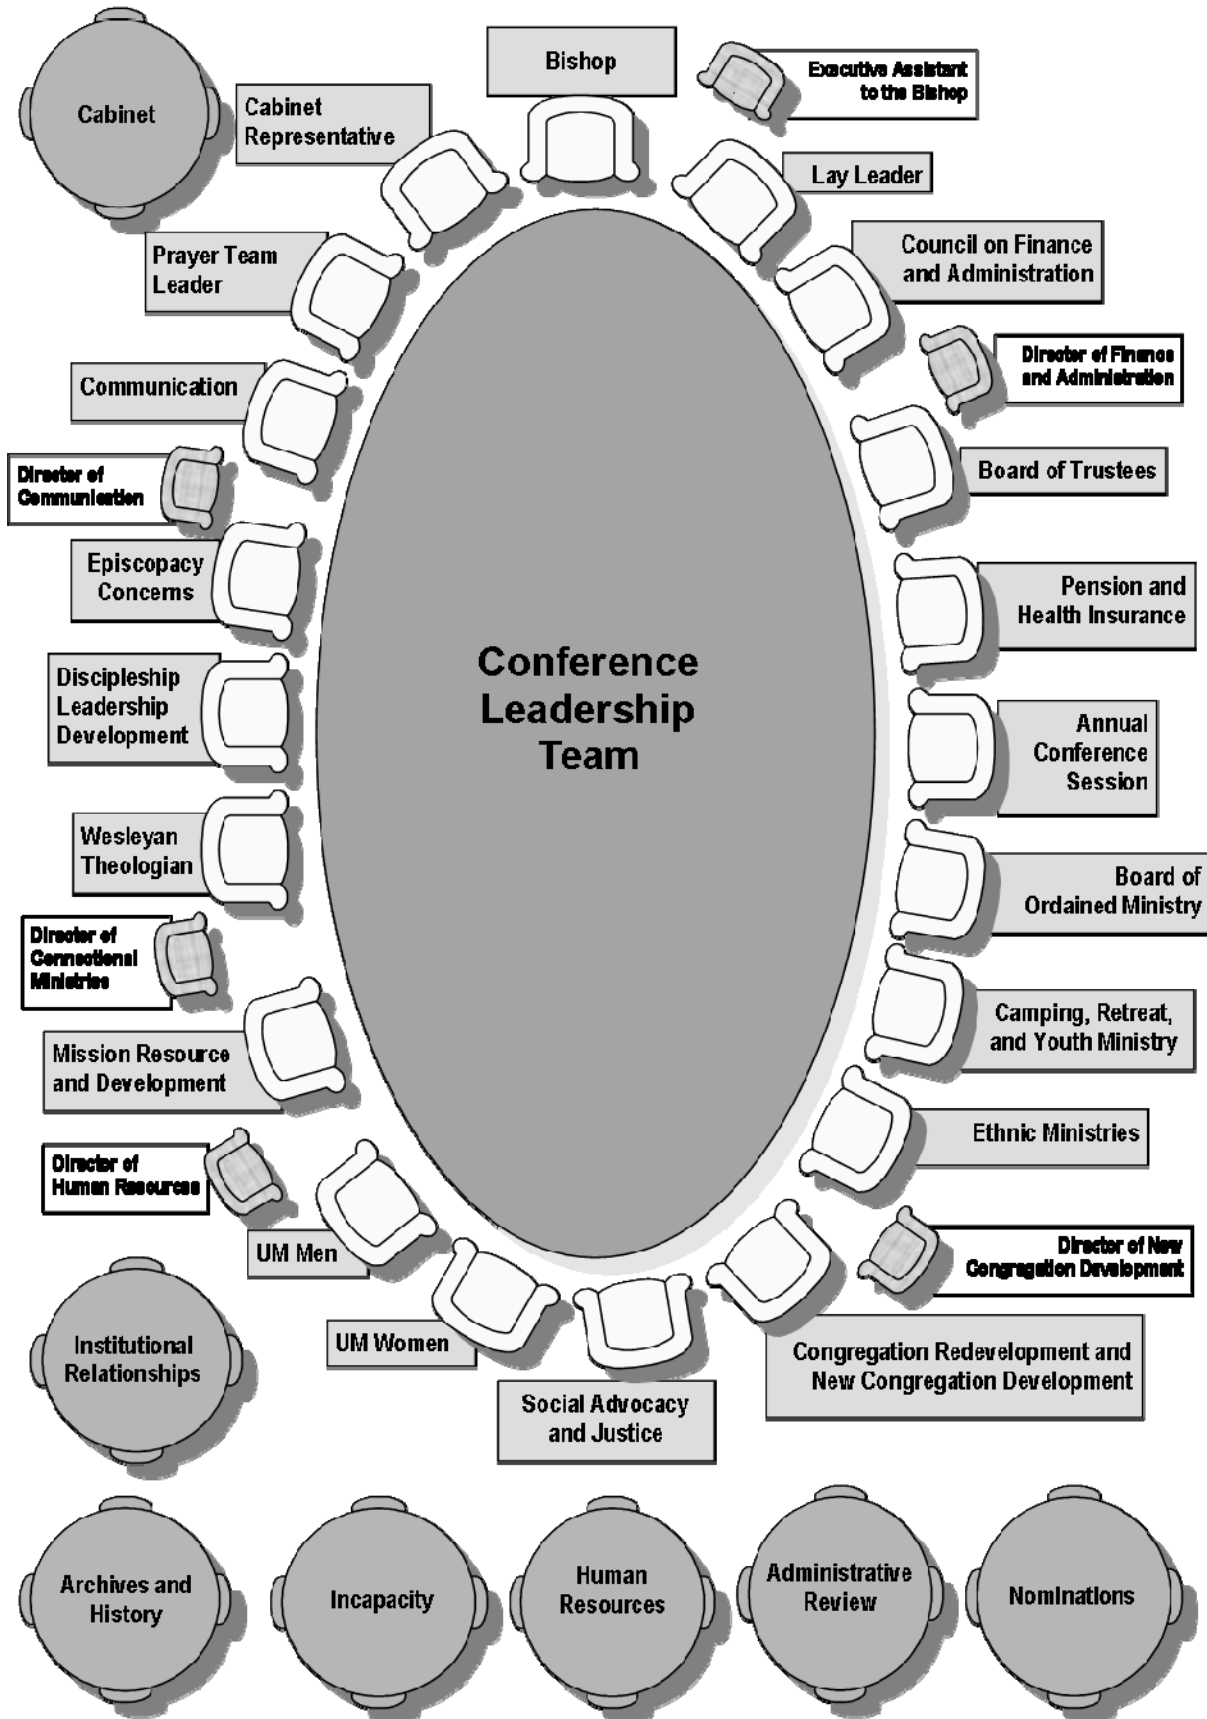 Cabinet
Bishop
Executive Assistant
to the Bishop
Cabinet
Representative
Lay Leader
Prayer Team
Leader
Council on Finance
and Administration
Communication
Director of Finance
and Administration
Director of
Communication
Board of Trustees
Episcopacy
Concerns
Pension and
Health Insurance
Discipleship
Leadership
Development
Conference
Leadership
Team
Annual
Conference
Session
Wesleyan
Theologian
Board of
Ordained Ministry
Director of
Connectional
Ministries
Camping, Retreat,
and Youth Ministry
Mission Resource
and Development
Ethnic Ministries
Director of
Human Resources
Director of New
Congregation Development
UM Men
UM Women
Institutional
Relationships
Social Advocacy
and Justice
Congregation Redevelopment and
New Congregation Development
Archives and
History
Incapacity
Human
Resources
Administrative
Review
Nominations